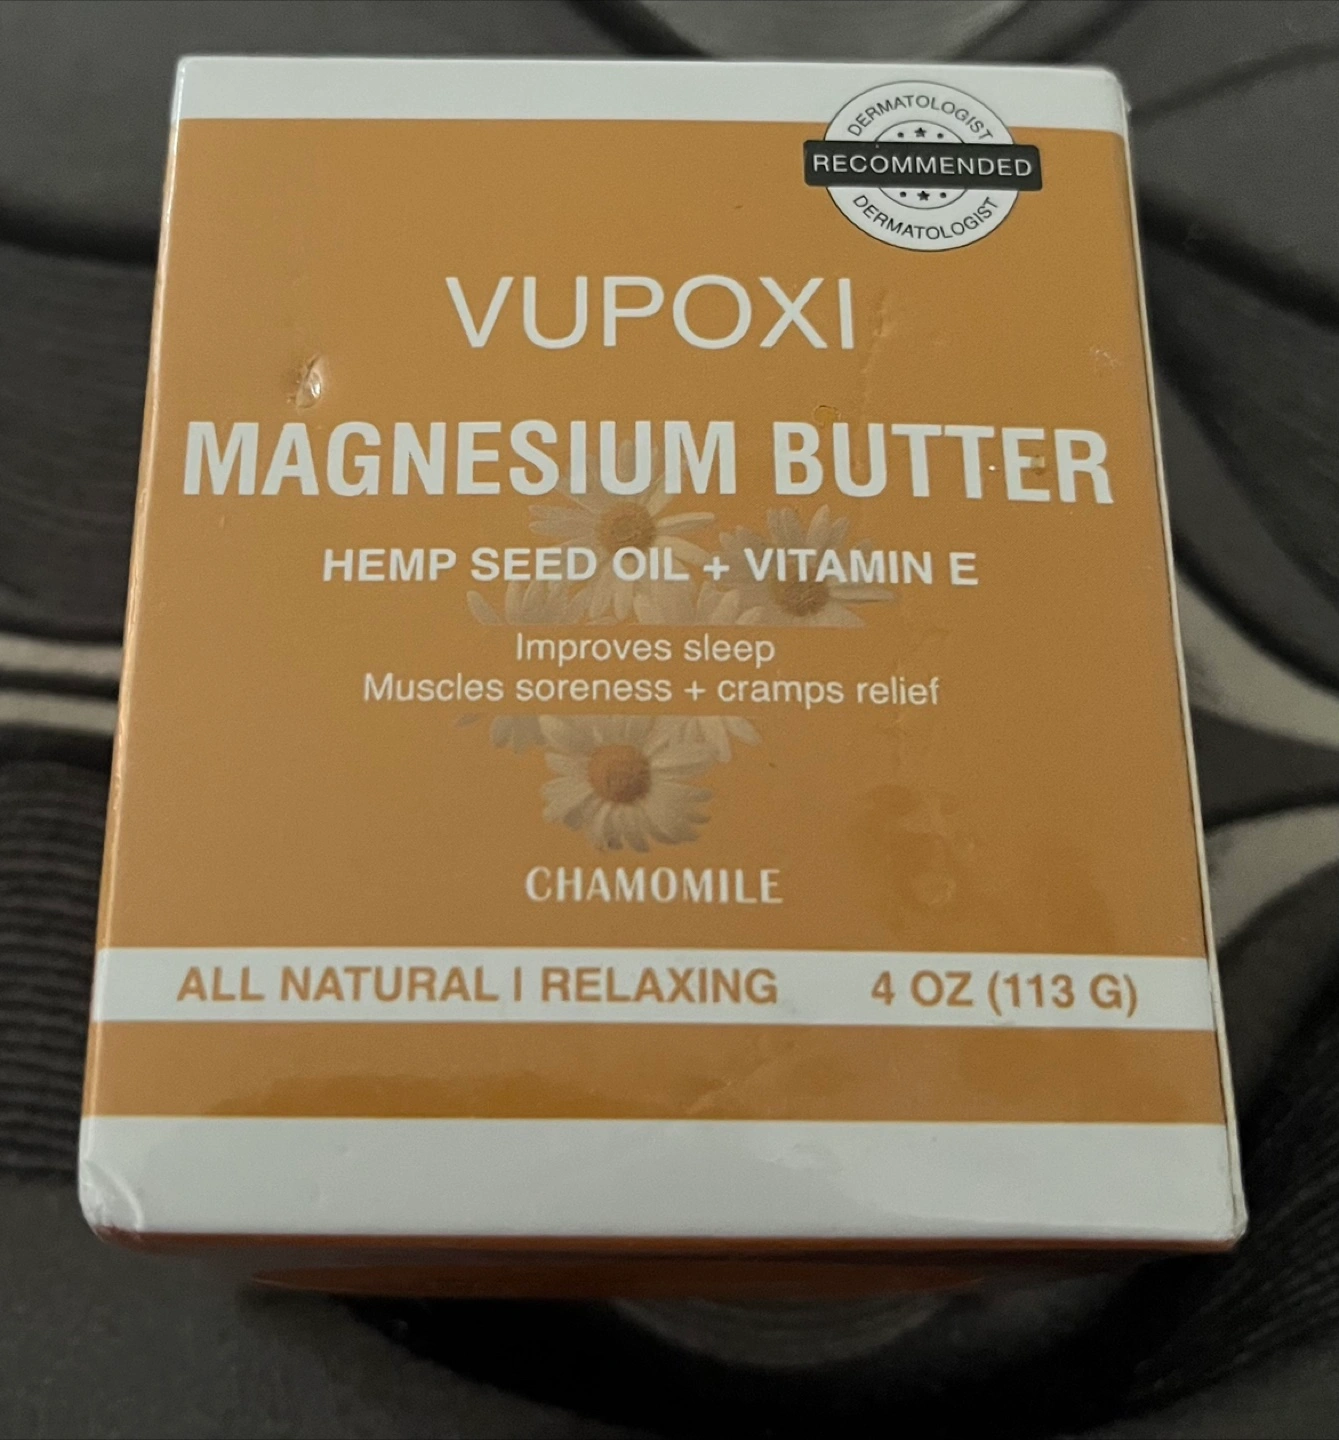 DERMATOLOGIST
RECOMMENDED
DERMATOLOGIST
VUPOXI
MAGNESIUM BUTTER
HEMP SEED OIL + VITAMIN E
Improves sleep
Muscles soreness + cramps relief
CHAMOMILE
ALL NATURAL | RELAXING 4 OZ (113 G)